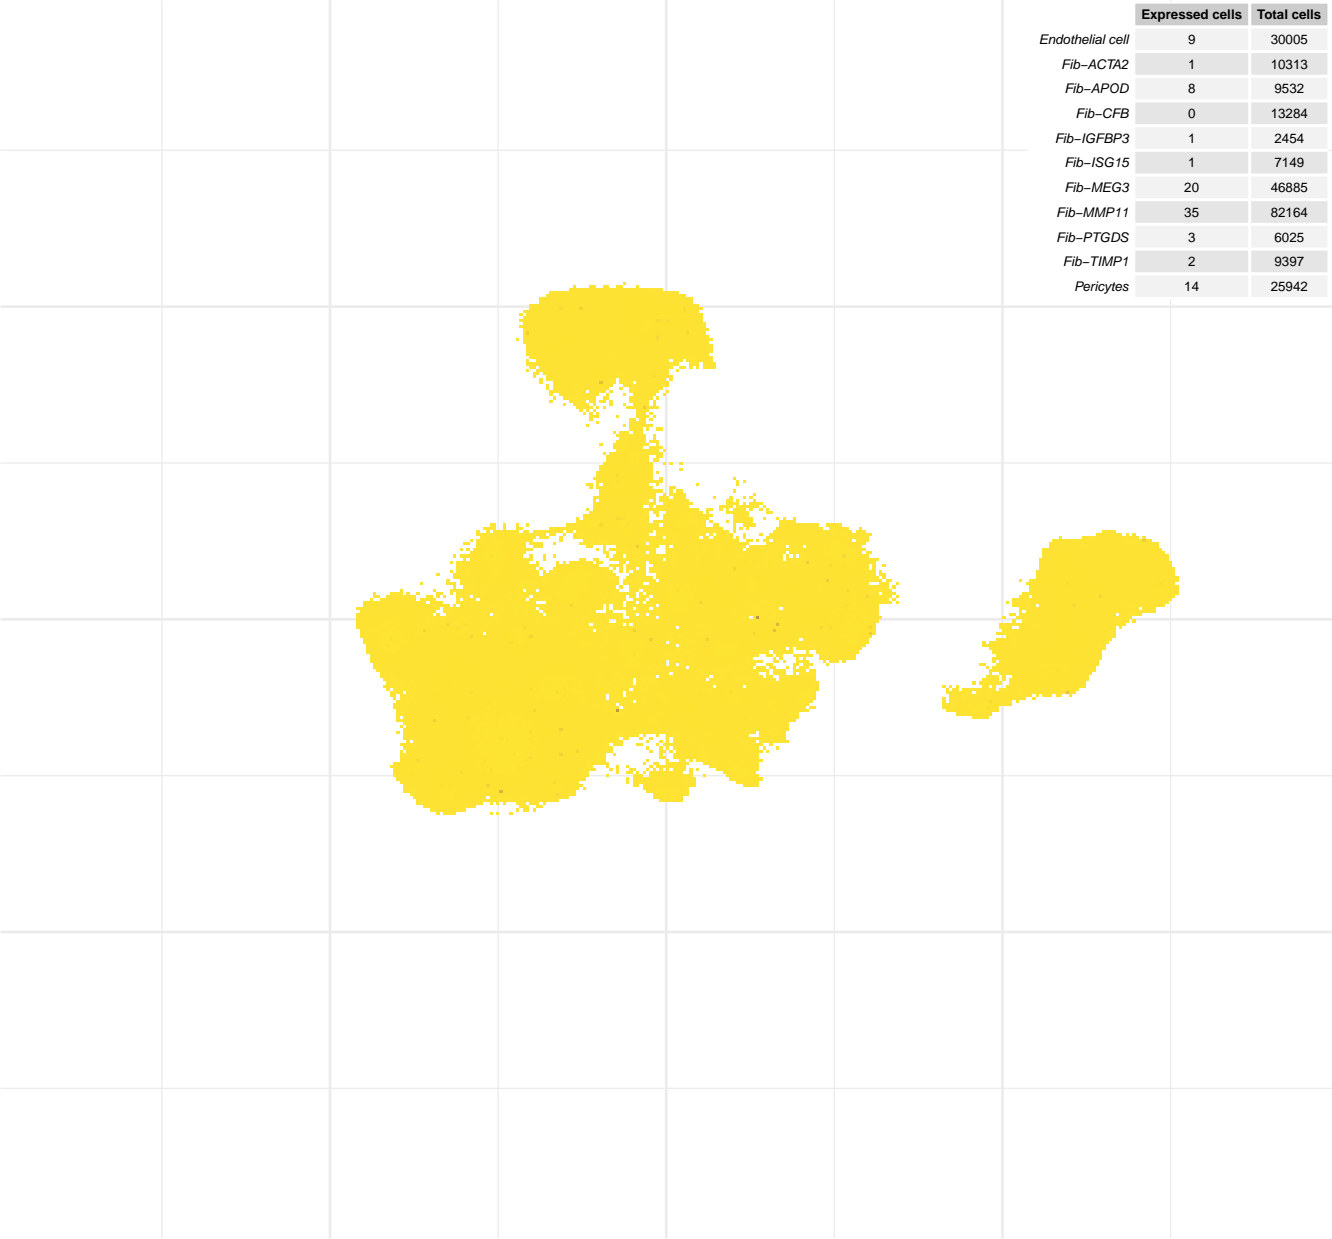 Expressed cells Total cells
Endothelial cell 9 30005
Fib−ACTA2 1 10313
Fib−APOD 8 9532
Fib−CFB 0 13284
Fib−IGFBP3 1 2454
Fib−ISG15 1 7149
Fib−MEG3 20 46885
Fib−MMP11 35 82164
Fib−PTGDS 3 6025
Fib−TIMP1 2 9397
Pericytes 14 25942